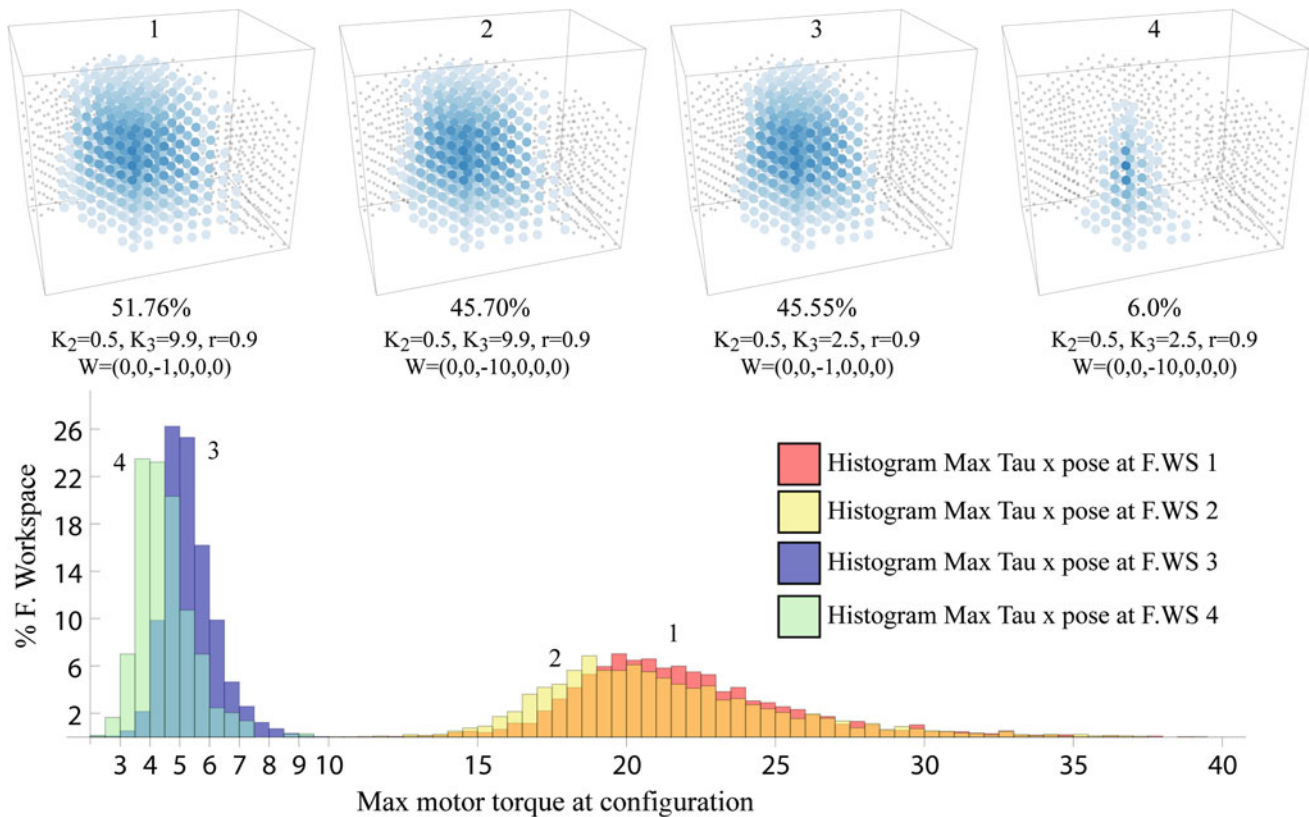 1
2
3
4
51.76%
45.70%
45.55%
6.0%
K2=0.5, K3=9.9, r=0.9
K2=0.5, K3=9.9, r=0.9
K2=0.5, K3=2.5, r=0.9
K2=0.5, K3=2.5, r=0.9
W=(0,0,-1,0,0,0)
W=(0,0,-10,0,0,0)
W=(0,0,-1,0,0,0)
W=(0,0,-10,0,0,0)
% F. Workspace
26
22
18
14
10
6
2
4
3
2
1
Histogram Max Tau x pose at F.WS 1
Histogram Max Tau x pose at F.WS 2
Histogram Max Tau x pose at F.WS 3
Histogram Max Tau x pose at F.WS 4
3 4 5 6 7 8 9 10 15 20 25 30 35 40
Max motor torque at configuration